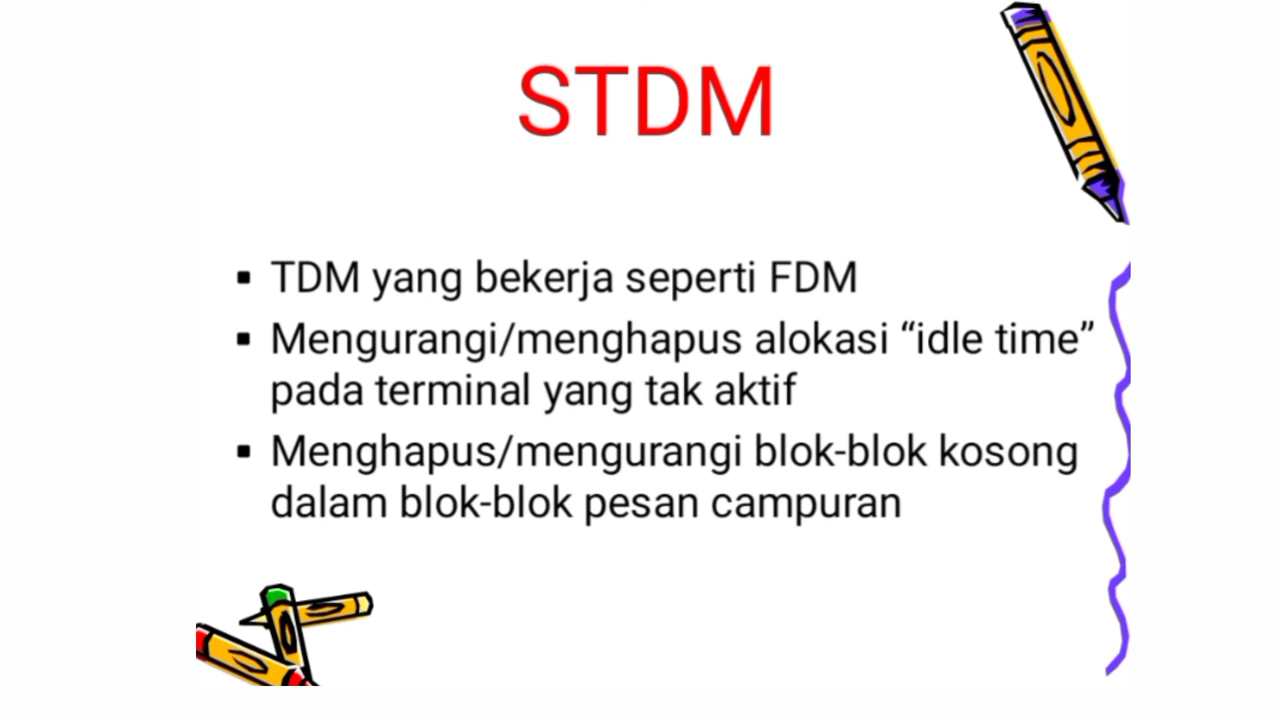 STDM
▪ TDM yang bekerja seperti FDM
▪ Mengurangi/menghapus alokasi “idle time”
pada terminal yang tak aktif
▪ Menghapus/mengurangi blok-blok kosong
dalam blok-blok pesan campuran